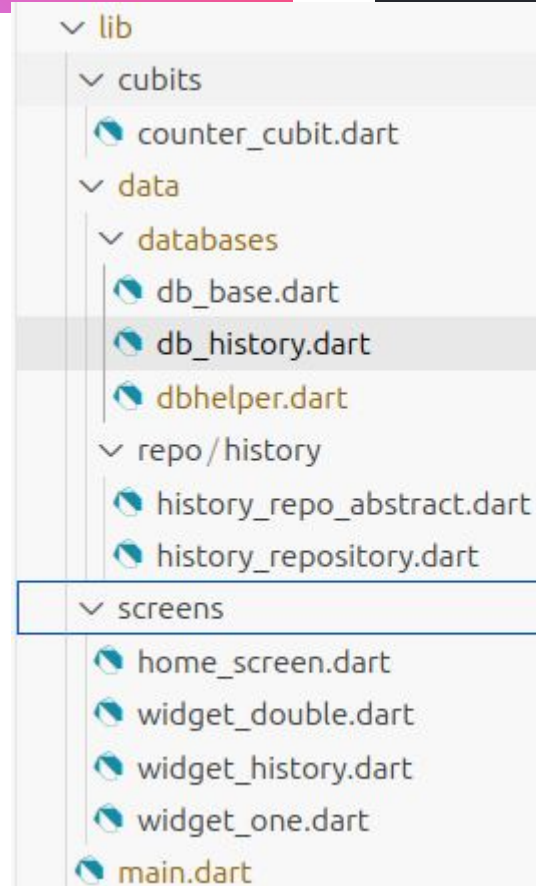 lib
cubits
counter_cubit.dart
data
databases
db_base.dart
db_history.dart
dbhelper.dart
repo/history
history_repo_abstract.dart
history_repository.dart
screens
home_screen.dart
widget_double.dart
widget_history.dart
widget_one.dart
main.dart